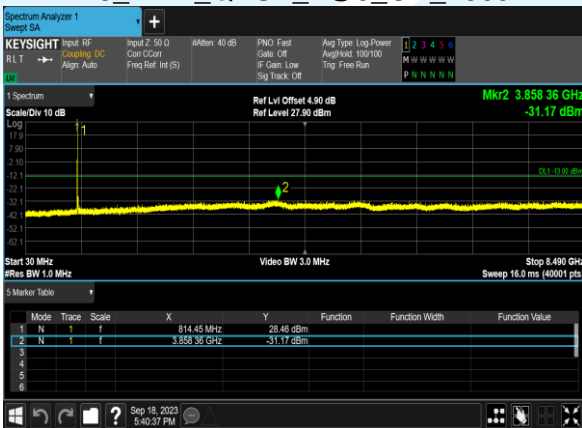 Spectrum Analyzer 1
Swept SA
+
KEYSIGHT Input: RF Input Z: 50 Ω #Atten: 40 dB PNO: Fast Avg Type: Log-Power 1 2 3 4 5 6
RLT Coupling: DC Corr CCorr Gate: Off Avg|Hold: 100/100 M W W W W W
Align: Auto Freq Ref: Int (S) IF Gain: Low Trig: Free Run
Sig Track: Off P N N N N N
LW
1 Spectrum Ref Lvl Offset 4.90 dB Mkr2 3.858 36 GHz
Scale/Div 10 dB Ref Level 27.90 dBm -31.17 dBm
Log
17.9 1
7.90
-2.10
-12.1 DL1 -13.00 dBm
-22.1 2
-32.1
-42.1
-52.1
-62.1
Start 30 MHz Video BW 3.0 MHz Stop 8.490 GHz
#Res BW 1.0 MHz Sweep 16.0 ms (40001 pts
5 Marker Table
Mode Trace Scale X Y Function Function Width Function Value
1 N 1 f 814.45 MHz 28.46 dBm
2 N 1 f 3.858 36 GHz -31.17 dBm
3
4
5
6
? Sep 18, 2023
5:40:37 PM